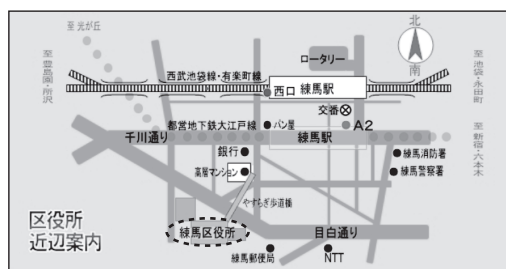 至 光が丘
北
南
ロータリー
至豊島園・所沢
西武池袋線・有楽町線
西口 練馬駅
至池袋・永田町
交番
都営地下鉄大江戸線
パン屋
A2
千川通り
練馬駅
至新宿・六本木
銀行
練馬消防署
高層マンション
練馬警察署
やすらぎ歩道橋
区役所
近辺案内
練馬区役所
目白通り
練馬郵便局
NTT